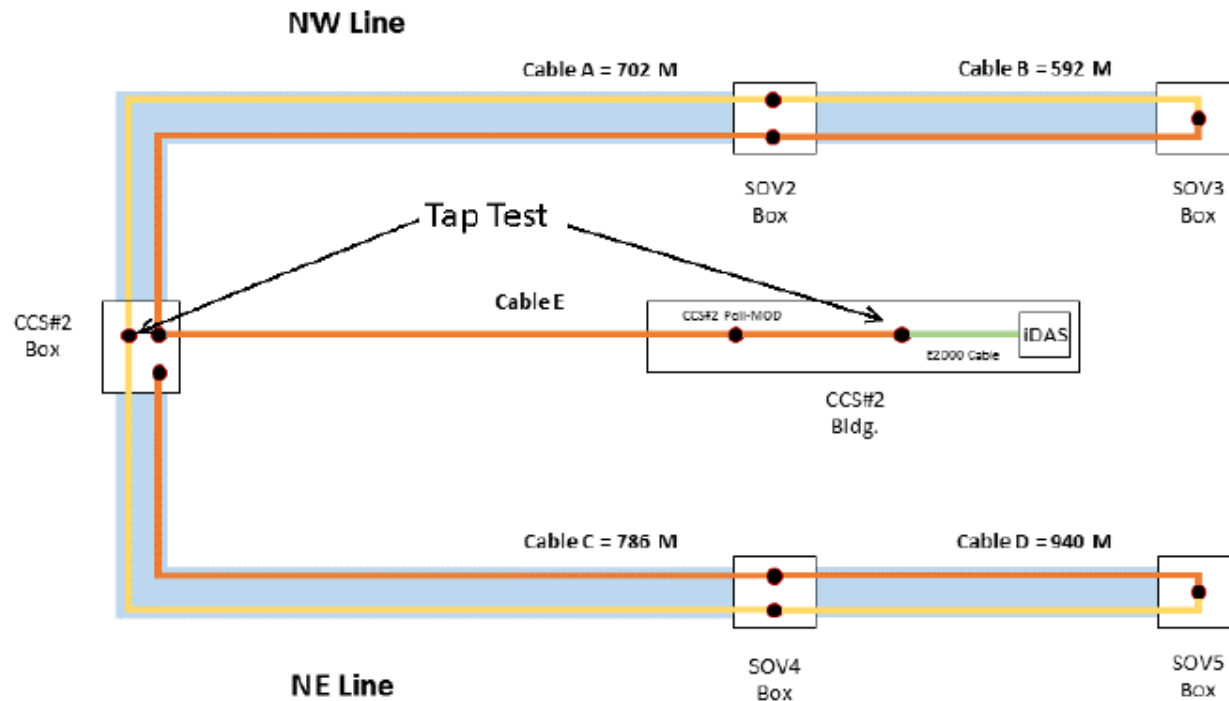 NW Line
Cable A = 702 M
Cable B = 592 M
SOV2
Box
SOV3
Box
Tap Test
CCS#2
Box
Cable E
CCS#2 Poli-MOD
iDAS
E2000 Cable
CCS#2
Bldg.
Cable C = 786 M
Cable D = 940 M
SOV4
Box
SOV5
Box
NE Line